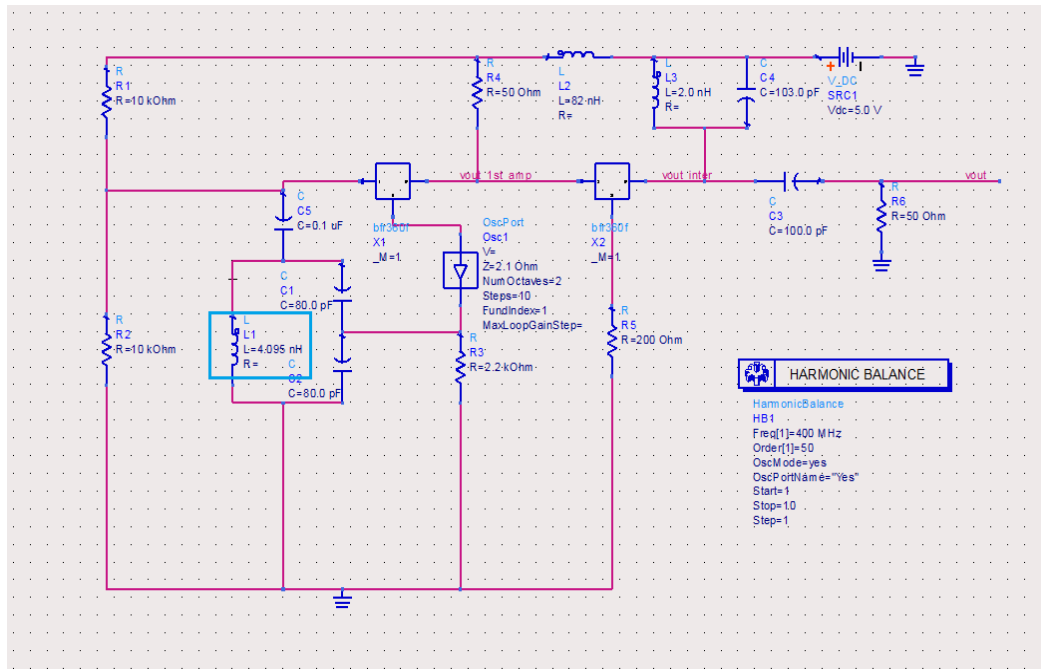 R
R1
R=10 kOhm
R
R4
R=50 Ohm
L
L2
L=82 nH
R=
L
L3
L=2.0 nH
R=
C
C4
C=103.0 pF
V_DC
SRC1
Vdc=5.0 V
vout 1st amp
vout inter
vout
C
C5
C=0.1 uF
bfr360f
X1
_M=1
OscPort
Osc1
V=
Z=2.1 Ohm
NumOctaves=2
Steps=10
FundIndex=1
MaxLoopGainStep=
bfr360f
X2
_M=1
C
C3
C=100.0 pF
R
R6
R=50 Ohm
C
C1
C=80.0 pF
R
R2
R=10 kOhm
L
L1
L=4.095 nH
R=
C
C2
C=80.0 pF
R
R3
R=2.2 kOhm
R
R5
R=200 Ohm
HARMONIC BALANCE
HarmonicBalance
HB1
Freq[1]=400 MHz
Order[1]=50
OscMode=yes
OscPortName="Yes"
Start=1
Stop=10
Step=1